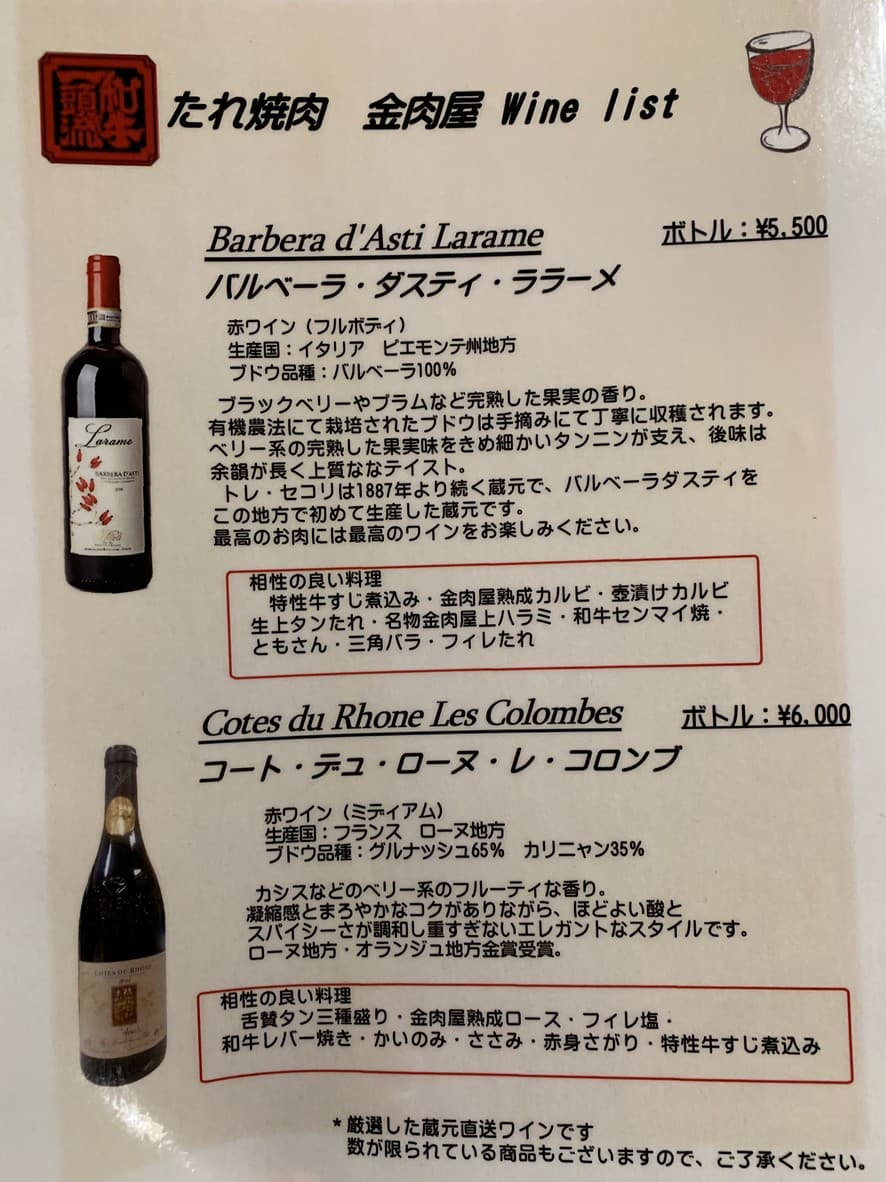 和牛一頭流
たれ焼肉 金肉屋 Wine list
Barbera d'Asti Larame
ボトル：¥5,500
バルベーラ・ダスティ・ララーメ
赤ワイン（フルボディ）
生産国：イタリア ピエモンテ州地方
ブドウ品種：バルベーラ100%
ブラックベリーやプラムなど完熟した果実の香り。
有機農法にて栽培されたブドウは手摘みにて丁寧に収穫されます。
ベリー系の完熟した果実味をきめ細かいタンニンが支え、後味は
余韻が長く上質ななテイスト。
トレ・セコリは1887年より続く蔵元で、バルベーラダスティを
この地方で初めて生産した蔵元です。
最高のお肉には最高のワインをお楽しみください。
Larame
BARBERA D'ASTI
相性の良い料理
特性牛すじ煮込み・金肉屋熟成カルビ・壺漬けカルビ
生上タンたれ・名物金肉屋上ハラミ・和牛センマイ焼・
ともさん・三角バラ・フィレたれ
Cotes du Rhone Les Colombes
ボトル：¥6,000
コート・デュ・ローヌ・レ・コロンブ
赤ワイン（ミディアム）
生産国：フランス ローヌ地方
ブドウ品種：グルナッシュ65% カリニャン35%
カシスなどのベリー系のフルーティな香り。
凝縮感とまろやかなコクがありながら、ほどよい酸と
スパイシーさが調和し重すぎないエレガントなスタイルです。
ローヌ地方・オランジュ地方金賞受賞。
COTES DU RHÔNE
相性の良い料理
舌賛タン三種盛り・金肉屋熟成ロース・フィレ塩・
和牛レバー焼き・かいのみ・ささみ・赤身さがり・特性牛すじ煮込み
*厳選した蔵元直送ワインです
数が限られている商品もございますので、ご了承ください。